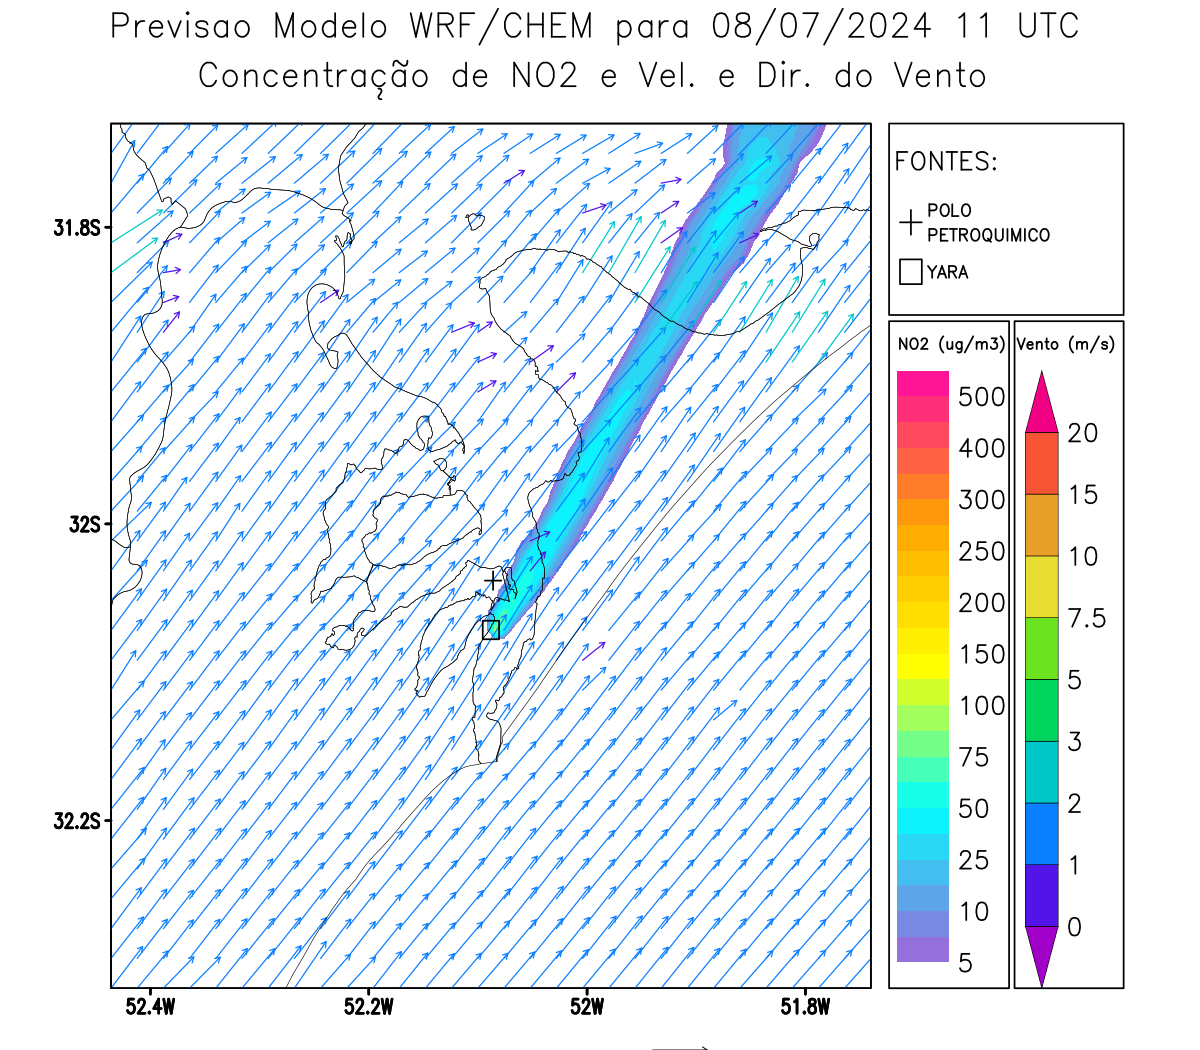 Previsao Modelo WRF/CHEM para 08/07/2024 11 UTC
Concentração de NO2 e Vel. e Dir. do Vento
FONTES:
POLO
PETROQUIMICO
YARA
NO2 (ug/m3)
500
400
300
250
200
150
100
75
50
25
10
5
Vento (m/s)
20
15
10
7.5
5
3
2
1
0
31.8S
32S
32.2S
52.4W
52.2W
52W
51.8W